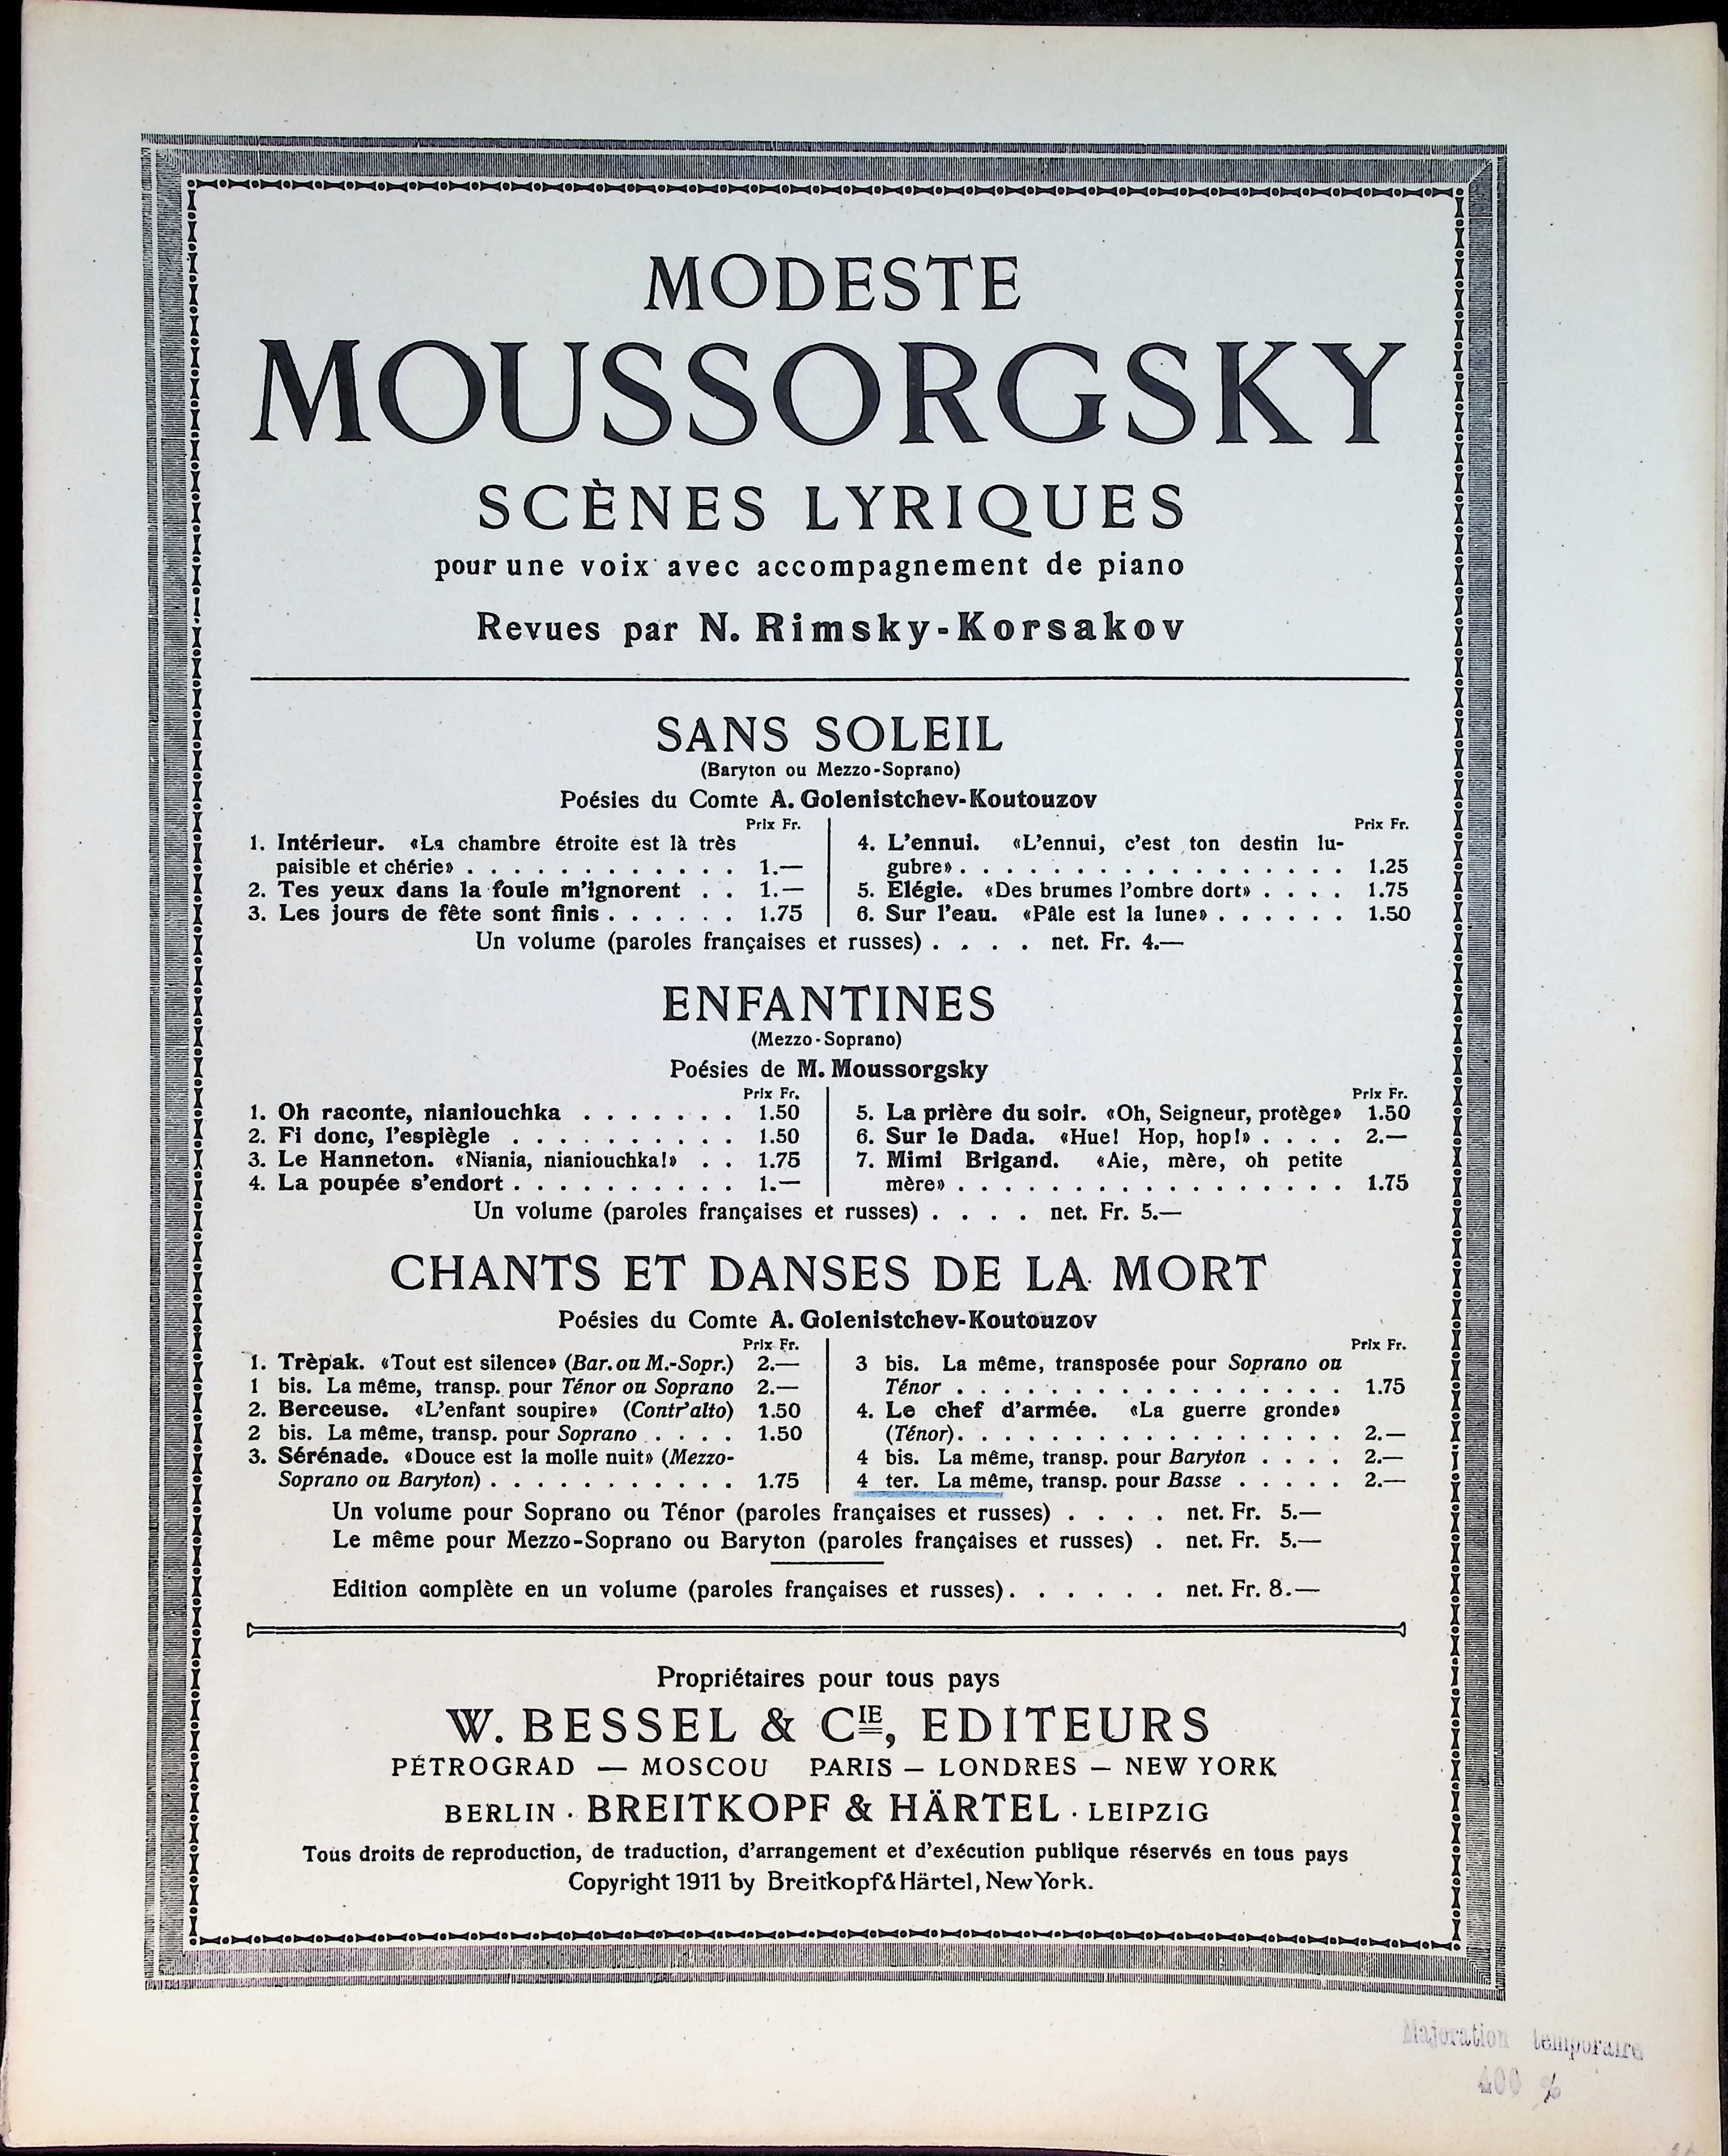 MODESTE
MOUSSORGSKY
SCÈNES LYRIQUES
pour une voix avec accompagnement de piano
Revues par N. Rimsky-Korsakov
SANS SOLEIL
(Baryton ou Mezzo-Soprano)
Poésies du Comte A. Golenistchev-Koutouzov
Prix Fr.
1. Intérieur. «La chambre étroite est là très
paisible et chérie» . . . . . . . . . . . . 1.—
2. Tes yeux dans la foule m'ignorent . . 1.—
3. Les jours de fête sont finis . . . . . . 1.75
Prix Fr.
4. L'ennui. «L'ennui, c'est ton destin lu-
gubre» . . . . . . . . . . . . . . . . . 1.25
5. Elégie. «Des brumes l'ombre dort» . . . . 1.75
6. Sur l'eau. «Pâle est la lune» . . . . . . 1.50
Un volume (paroles françaises et russes) . . . . net. Fr. 4.—
ENFANTINES
(Mezzo-Soprano)
Poésies de M. Moussorgsky
Prix Fr.
1. Oh raconte, nianiouchka . . . . . . . 1.50
2. Fi donc, l'espiègle . . . . . . . . . . 1.50
3. Le Hanneton. «Niania, nianiouchka!» . . 1.75
4. La poupée s'endort . . . . . . . . . . 1.—
Prix Fr.
5. La prière du soir. «Oh, Seigneur, protège» 1.50
6. Sur le Dada. «Hue! Hop, hop!» . . . . 2.—
7. Mimi Brigand. «Aie, mère, oh petite
mère» . . . . . . . . . . . . . . . . . 1.75
Un volume (paroles françaises et russes) . . . . net. Fr. 5.—
CHANTS ET DANSES DE LA MORT
Poésies du Comte A. Golenistchev-Koutouzov
Prix Fr.
1. Trèpak. «Tout est silence» (Bar. ou M.-Sopr.) 2.—
1 bis. La même, transp. pour Ténor ou Soprano 2.—
2. Berceuse. «L'enfant soupire» (Contr'alto) 1.50
2 bis. La même, transp. pour Soprano . . . . 1.50
3. Sérénade. «Douce est la molle nuit» (Mezzo-
Soprano ou Baryton) . . . . . . . . . . . 1.75
Prix Fr.
3 bis. La même, transposée pour Soprano ou
Ténor . . . . . . . . . . . . . . . . . 1.75
4. Le chef d'armée. «La guerre gronde»
(Ténor) . . . . . . . . . . . . . . . . . 2.—
4 bis. La même, transp. pour Baryton . . . . 2.—
4 ter. La même, transp. pour Basse . . . . . 2.—
Un volume pour Soprano ou Ténor (paroles françaises et russes) . . . . net. Fr. 5.—
Le même pour Mezzo-Soprano ou Baryton (paroles françaises et russes) . net. Fr. 5.—
Edition complète en un volume (paroles françaises et russes) . . . . . . net. Fr. 8.—
Propriétaires pour tous pays
W. BESSEL & CIE, EDITEURS
PÉTROGRAD — MOSCOU PARIS — LONDRES — NEW YORK
BERLIN · BREITKOPF & HÄRTEL · LEIPZIG
Tous droits de reproduction, de traduction, d'arrangement et d'exécution publique réservés en tous pays
Copyright 1911 by Breitkopf & Härtel, New York.
Majoration temporaire
400 %